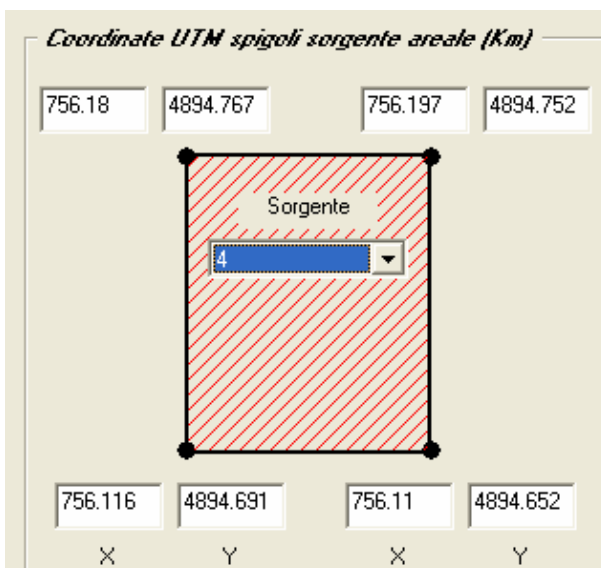 Coordinate UTM spigoli sorgente areale (Km)
756.18 4894.767 756.197 4894.752
Sorgente
4
756.116 4894.691 756.11 4894.652
X Y X Y